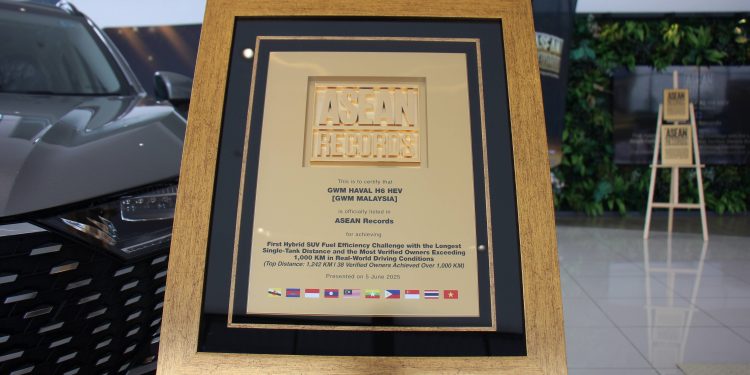 ASEAN
RECORDS
This is to certify that
GWM HAVAL H6 HEV
[GWM MALAYSIA]
is officially listed in
ASEAN Records
for achieving
First Hybrid SUV Fuel Efficiency Challenge with the Longest
Single-Tank Distance and the Most Verified Owners Exceeding
1,000 KM in Real-World Driving Conditions
(Top Distance: 1,242 KM I 38 Verified Owners Achieved Over 1,000 KM)
Presented on 5 June 2025
ASEAN
RECORDS